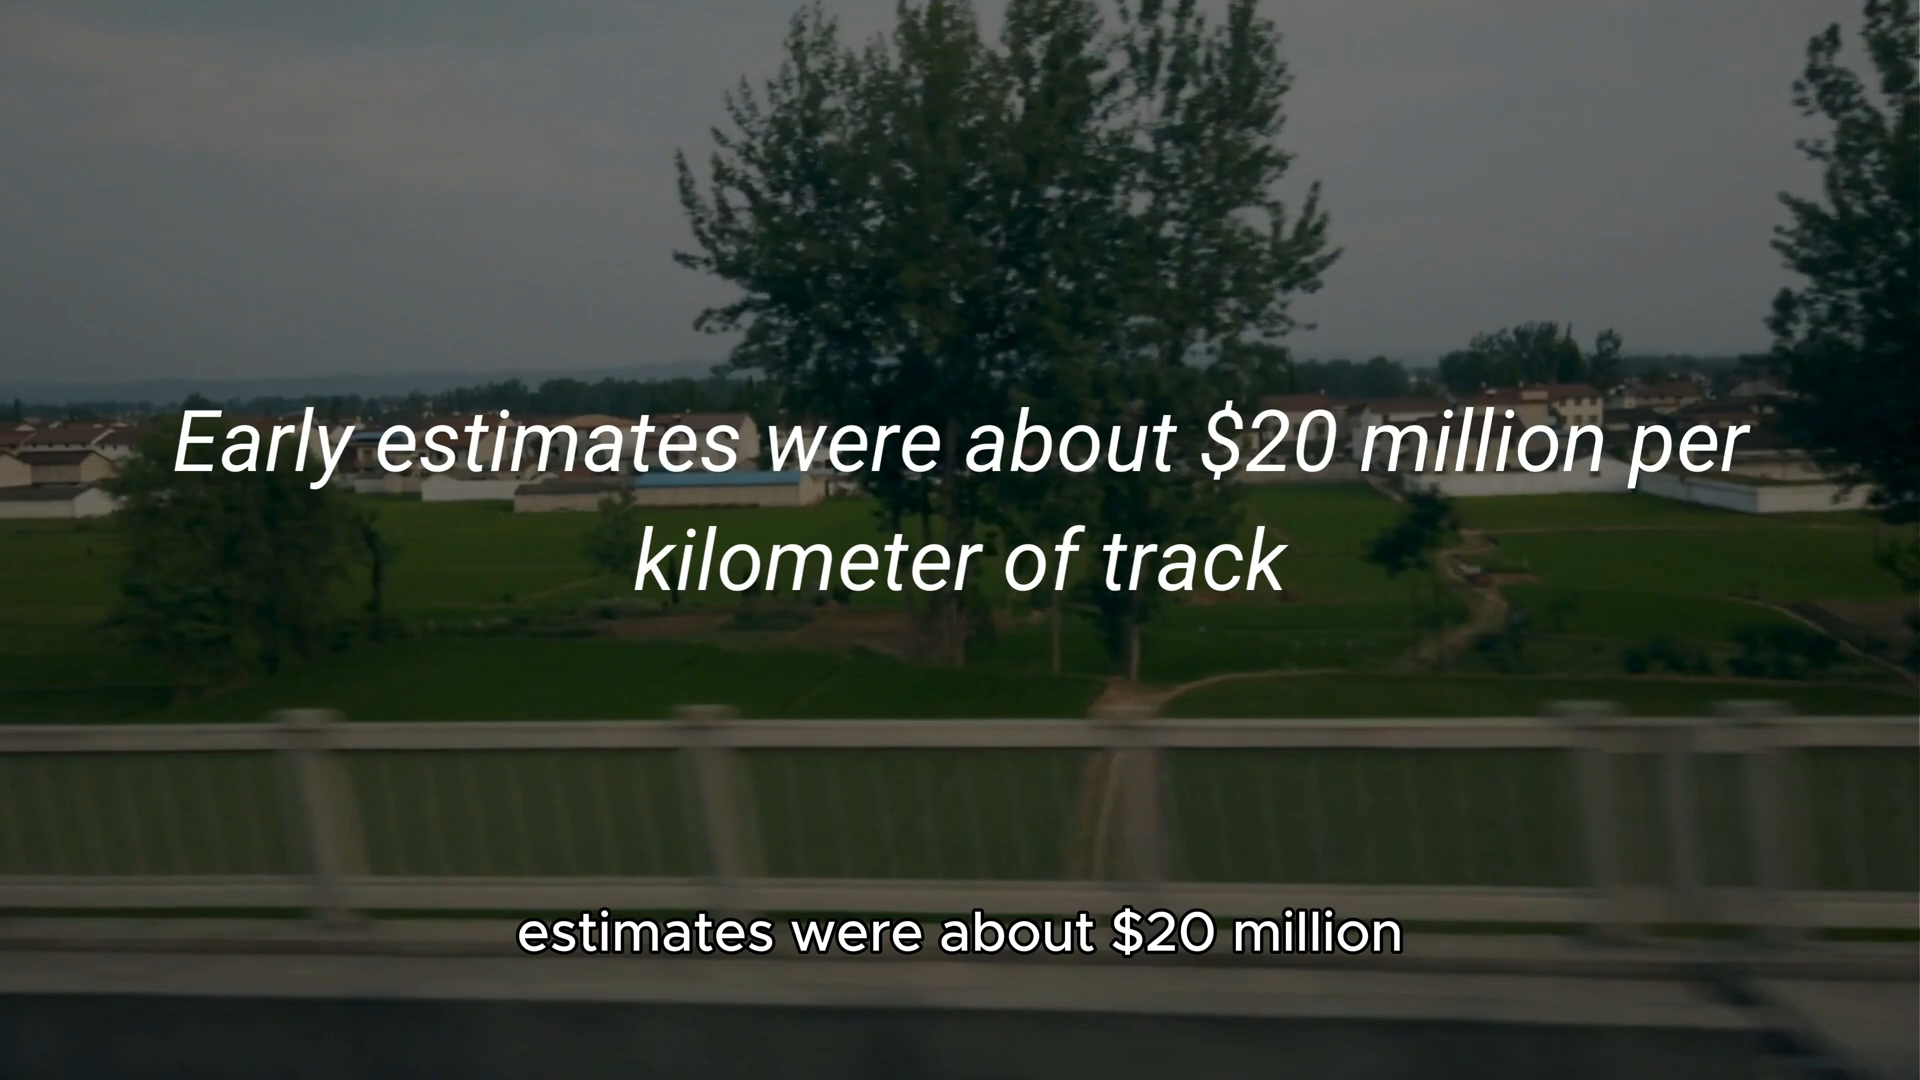 Early estimates were about $20 million per
kilometer of track
estimates were about $20 million